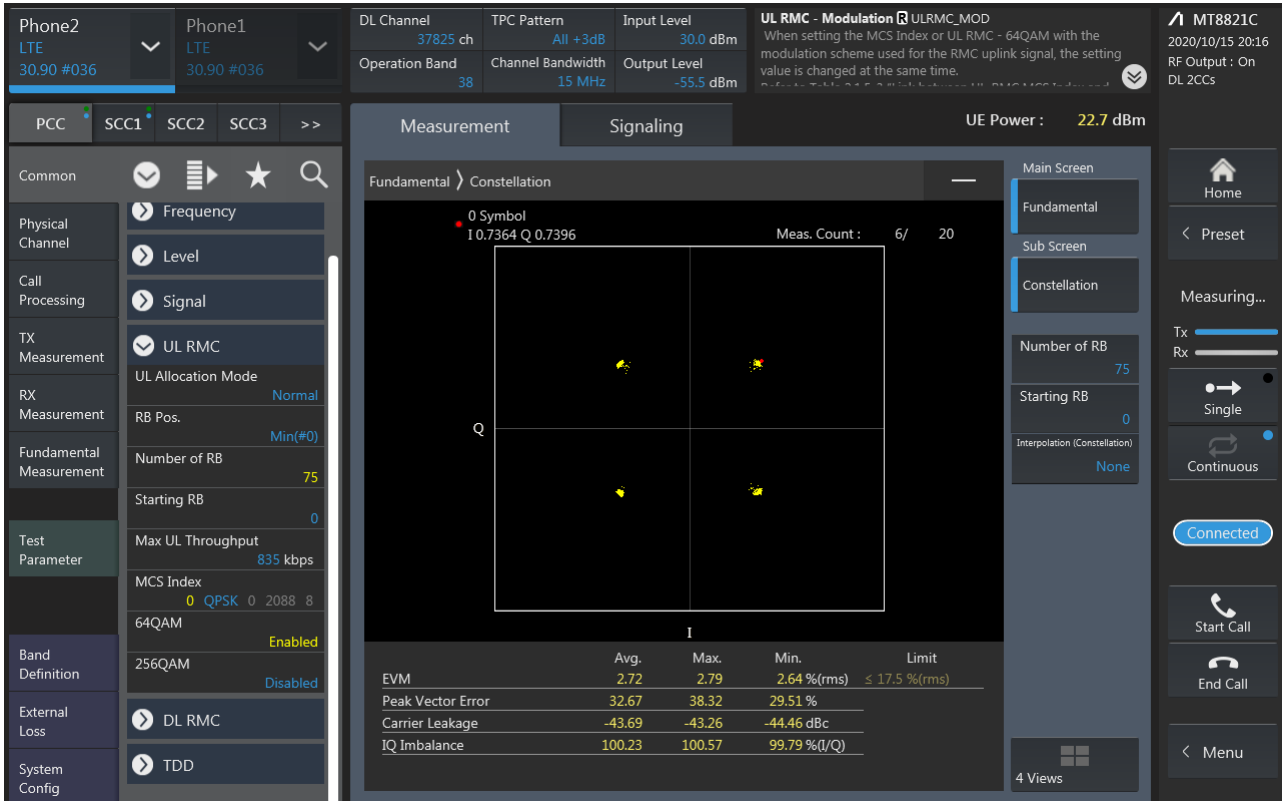 Phone2
LTE
30.90 #036
Phone1
LTE
30.90 #036
DL Channel
37825 ch
TPC Pattern
All +3dB
Input Level
30.0 dBm
Operation Band
38
Channel Bandwidth
15 MHz
Output Level
-55.5 dBm
UL RMC - Modulation R ULRMC_MOD
When setting the MCS Index or UL RMC - 64QAM with the
modulation scheme used for the RMC uplink signal, the setting
value is changed at the same time.
MT8821C
2020/10/15 20:16
RF Output : On
DL 2CCs
PCC
SCC1
SCC2
SCC3
>>
Measurement
Signaling
UE Power : 22.7 dBm
Common
Physical
Channel
Call
Processing
TX
Measurement
RX
Measurement
Fundamental
Measurement
Test
Parameter
Band
Definition
External
Loss
System
Config
Frequency
Level
Signal
UL RMC
UL Allocation Mode
Normal
RB Pos.
Min(#0)
Number of RB
75
Starting RB
0
Max UL Throughput
835 kbps
MCS Index
0 QPSK 0 2088 8
64QAM
Enabled
256QAM
Disabled
DL RMC
TDD
Fundamental > Constellation
0 Symbol
I 0.7364 Q 0.7396
Meas. Count : 6/ 20
Q
I
Avg. Max. Min. Limit
EVM 2.72 2.79 2.64 %(rms) ≤ 17.5 %(rms)
Peak Vector Error 32.67 38.32 29.51 %
Carrier Leakage -43.69 -43.26 -44.46 dBc
IQ Imbalance 100.23 100.57 99.79 %(I/Q)
Main Screen
Fundamental
Sub Screen
Constellation
Number of RB
75
Starting RB
0
Interpolation (Constellation)
None
4 Views
Home
< Preset
Measuring...
Tx
Rx
Single
Continuous
Connected
Start Call
End Call
< Menu